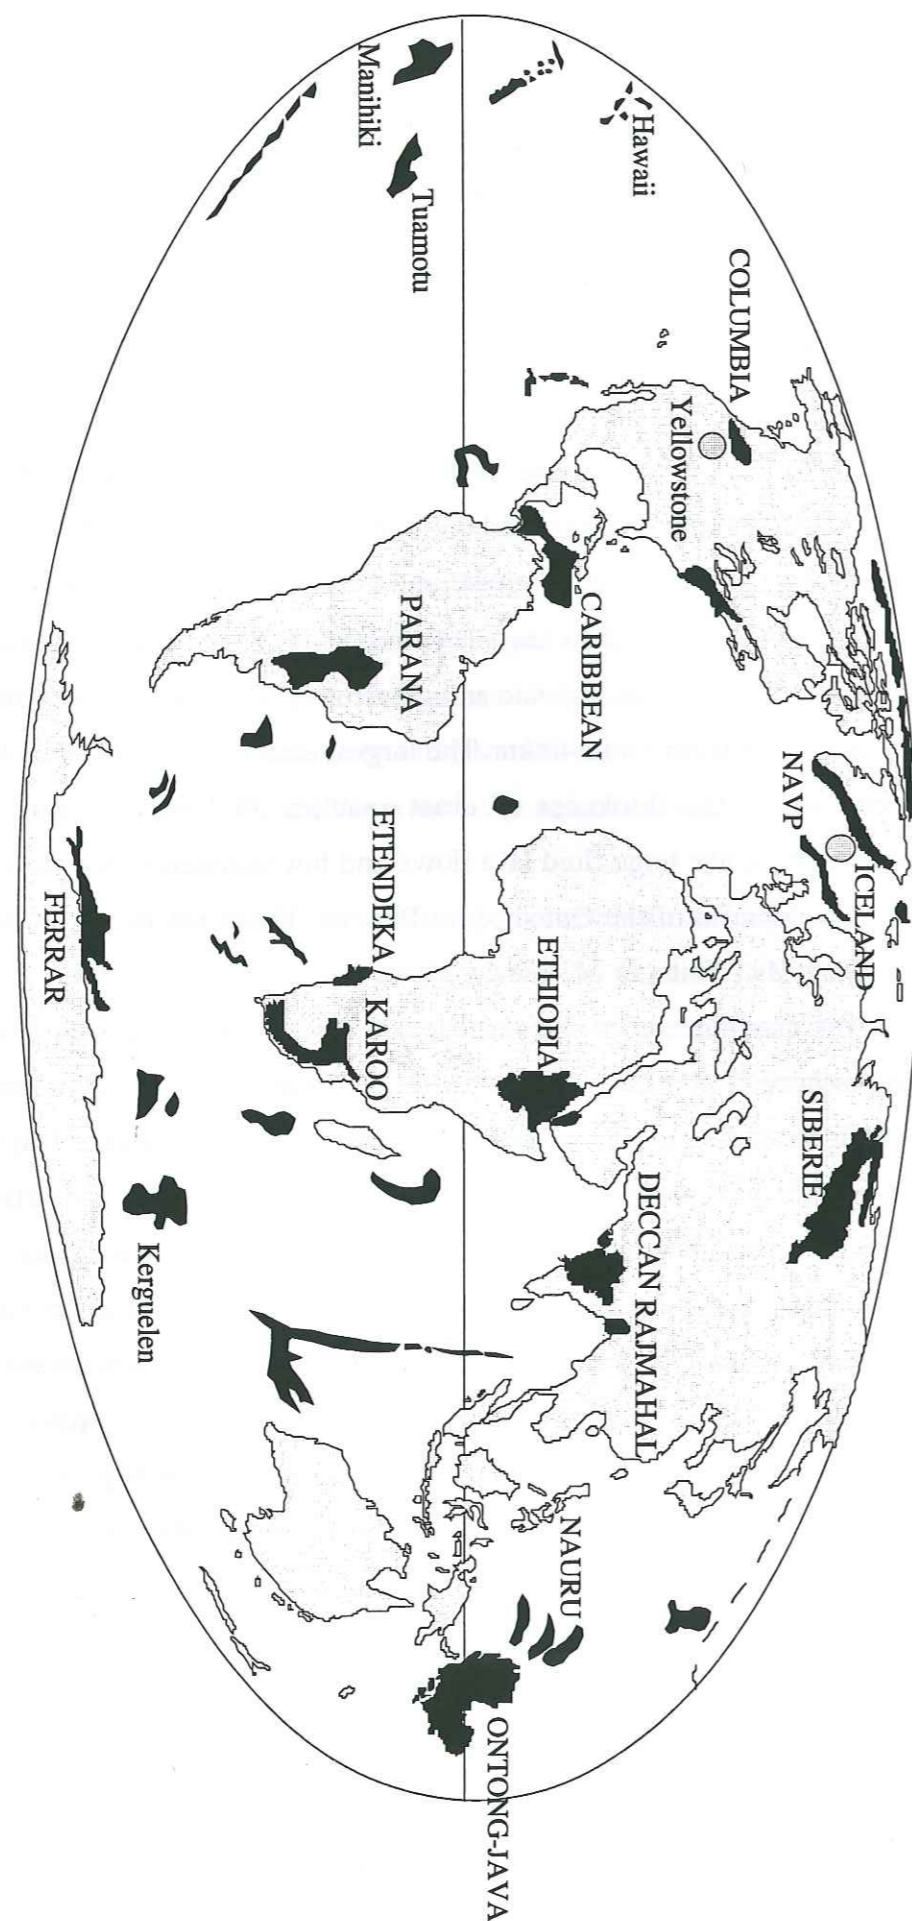 Hawaii
Manihiki
Tuamotu
COLUMBIA
Yellowstone
CARIBBEAN
PARANA
NAVP
ICELAND
ETENDEKA
KAROO
FERRAR
ETHIOPIA
SIBERIE
DECCAN RAJMAHAL
Kerguelen
NAURU
ONTONG-JAVA